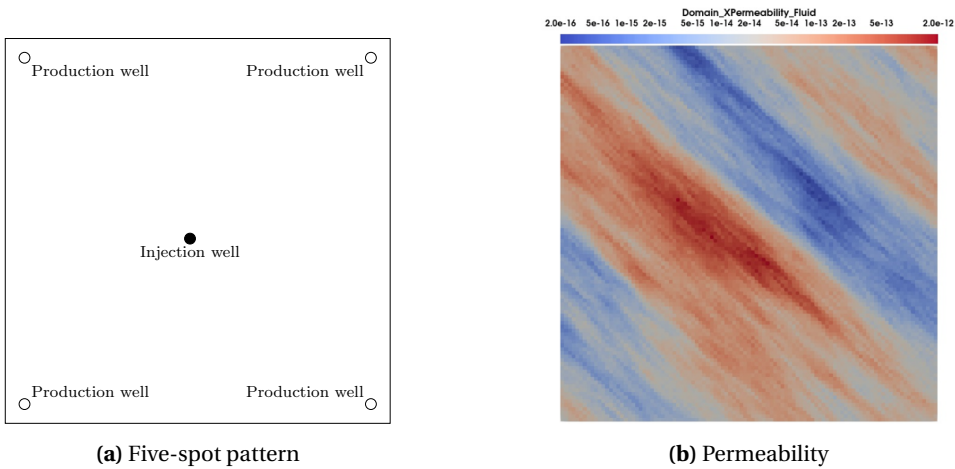 Production well
Production well
Injection well
Production well
Production well
(a) Five-spot pattern
Domain_XPermeability_Fluid
2.0e-16 5e-16 1e-15 2e-15 5e-15 1e-14 2e-14 5e-14 1e-13 2e-13 5e-13 2.0e-12
(b) Permeability